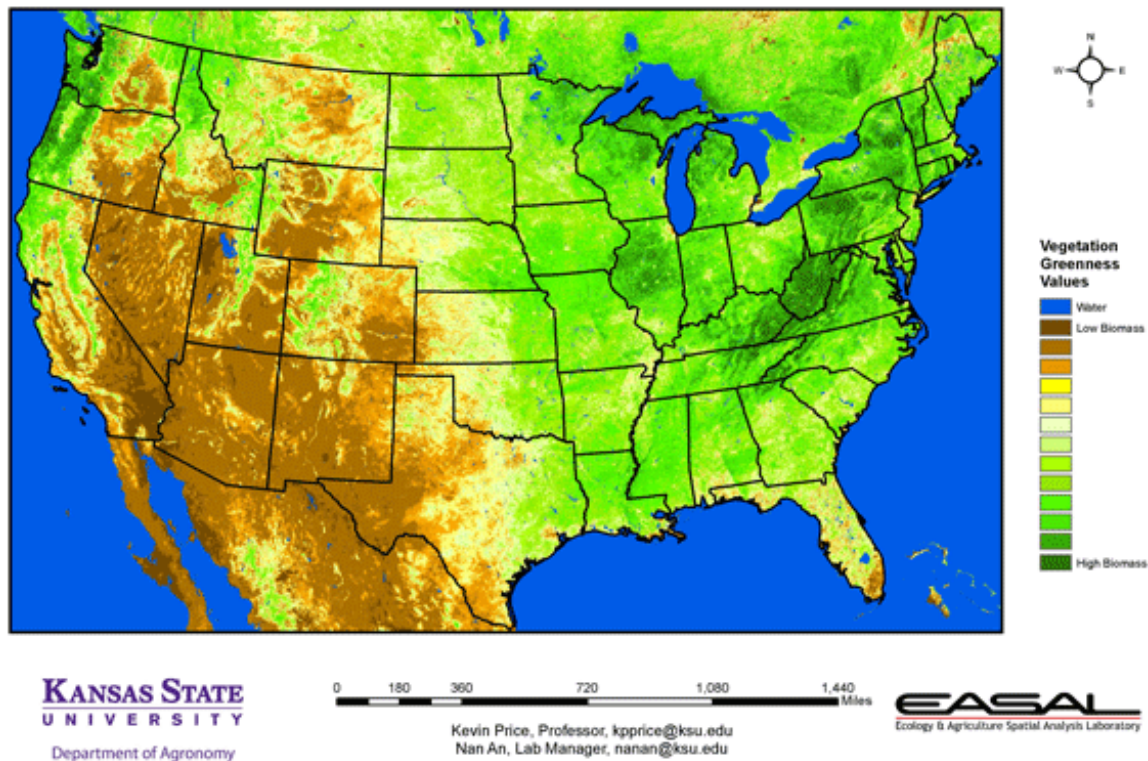 N
W E
S
Vegetation
Greenness
Values
Water
Low Biomass
High Biomass
KANSAS STATE
UNIVERSITY
Department of Agronomy
0 180 360 720 1,080 1,440
Miles
Kevin Price, Professor, kpprice@ksu.edu
Nan An, Lab Manager, nanan@ksu.edu
EASAL
Ecology & Agriculture Spatial Analysis Laboratory